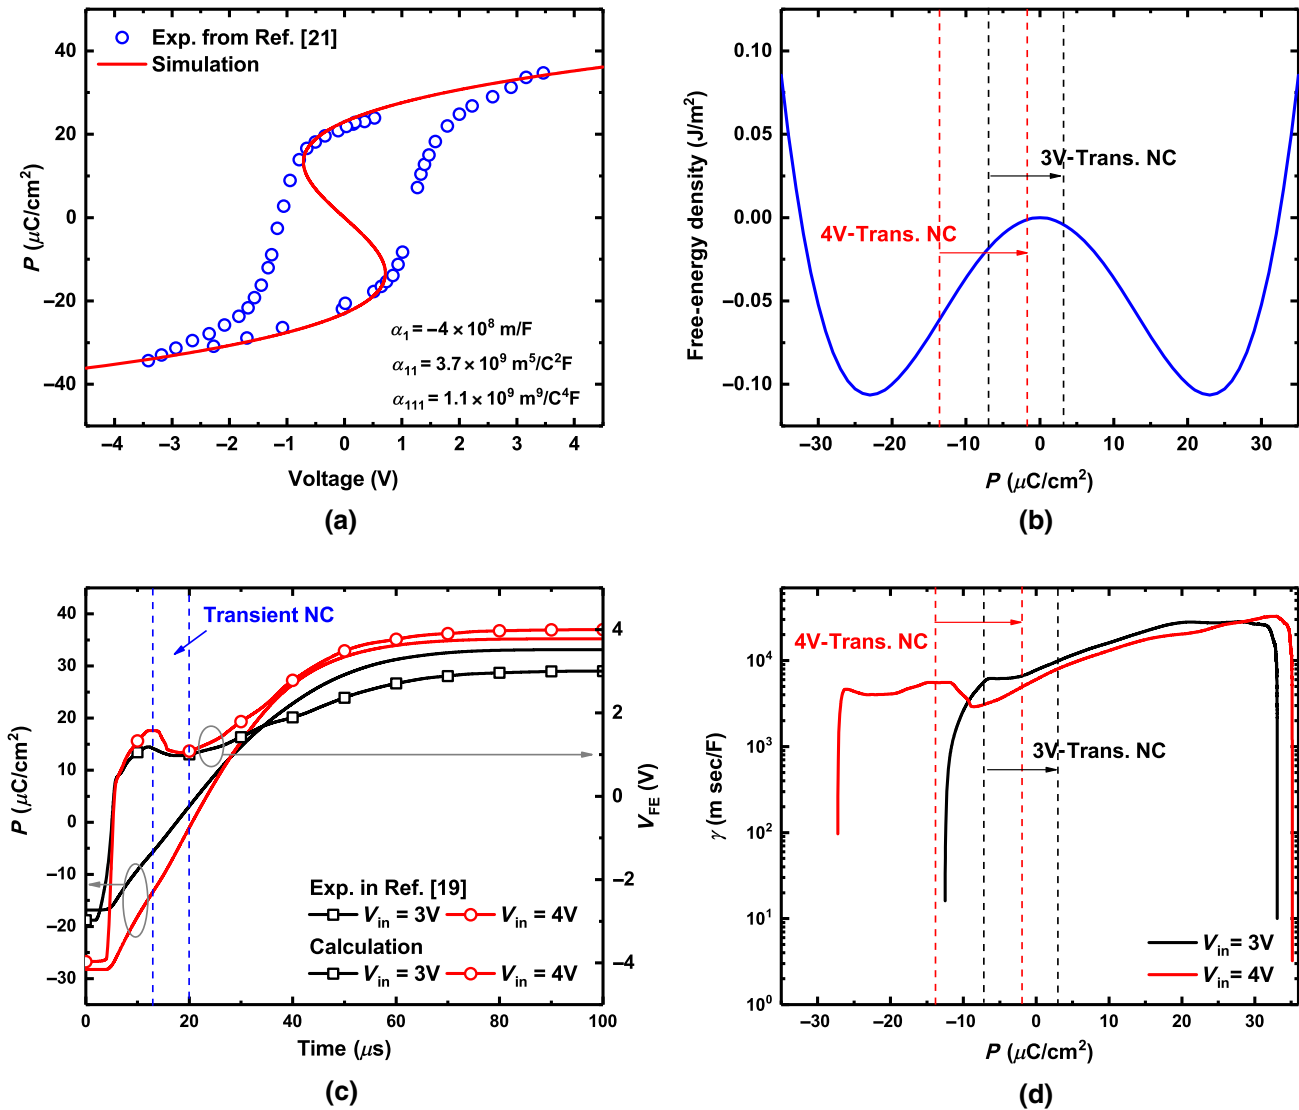 40
20
0
−20
−40
P (μC/cm²)
Exp. from Ref. [21]
Simulation
α₁ = −4 × 10⁸ m/F
α₁₁ = 3.7 × 10⁹ m⁵/C²F
α₁₁₁ = 1.1 × 10⁹ m⁹/C⁴F
−4 −3 −2 −1 0 1 2 3 4
Voltage (V)
(a)
0.10
0.05
0.00
−0.05
−0.10
Free-energy density (J/m²)
3V-Trans. NC
4V-Trans. NC
−30 −20 −10 0 10 20 30
P (μC/cm²)
(b)
40
30
20
10
0
−10
−20
−30
P (μC/cm²)
Transient NC
4
2
0
−2
−4
V_FE (V)
Exp. in Ref. [19]
V_in = 3V V_in = 4V
Calculation
V_in = 3V V_in = 4V
0 20 40 60 80 100
Time (μs)
(c)
10⁴
10³
10²
10¹
10⁰
γ (m sec/F)
4V-Trans. NC
3V-Trans. NC
V_in = 3V
V_in = 4V
−30 −20 −10 0 10 20 30
P (μC/cm²)
(d)